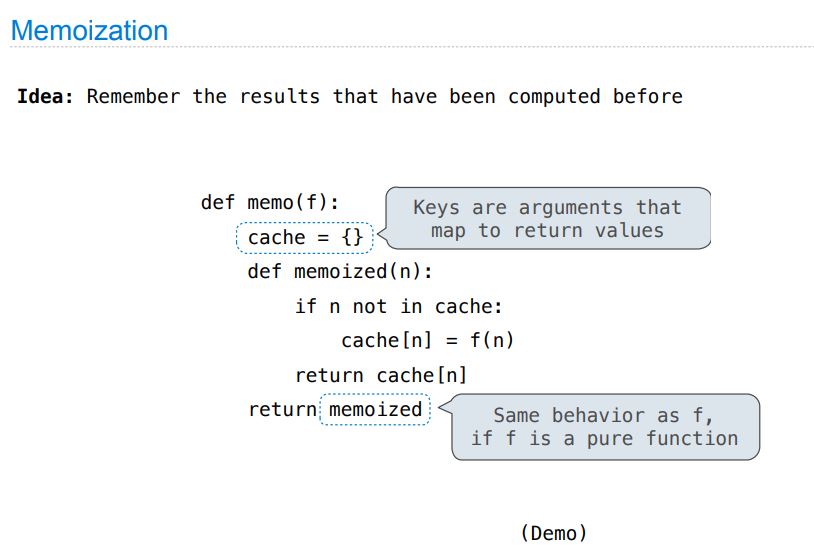 Memoization
Idea: Remember the results that have been computed before
def memo(f):
    cache = {}
Keys are arguments that
map to return values
    def memoized(n):
        if n not in cache:
            cache[n] = f(n)
        return cache[n]
    return memoized
Same behavior as f,
if f is a pure function
(Demo)